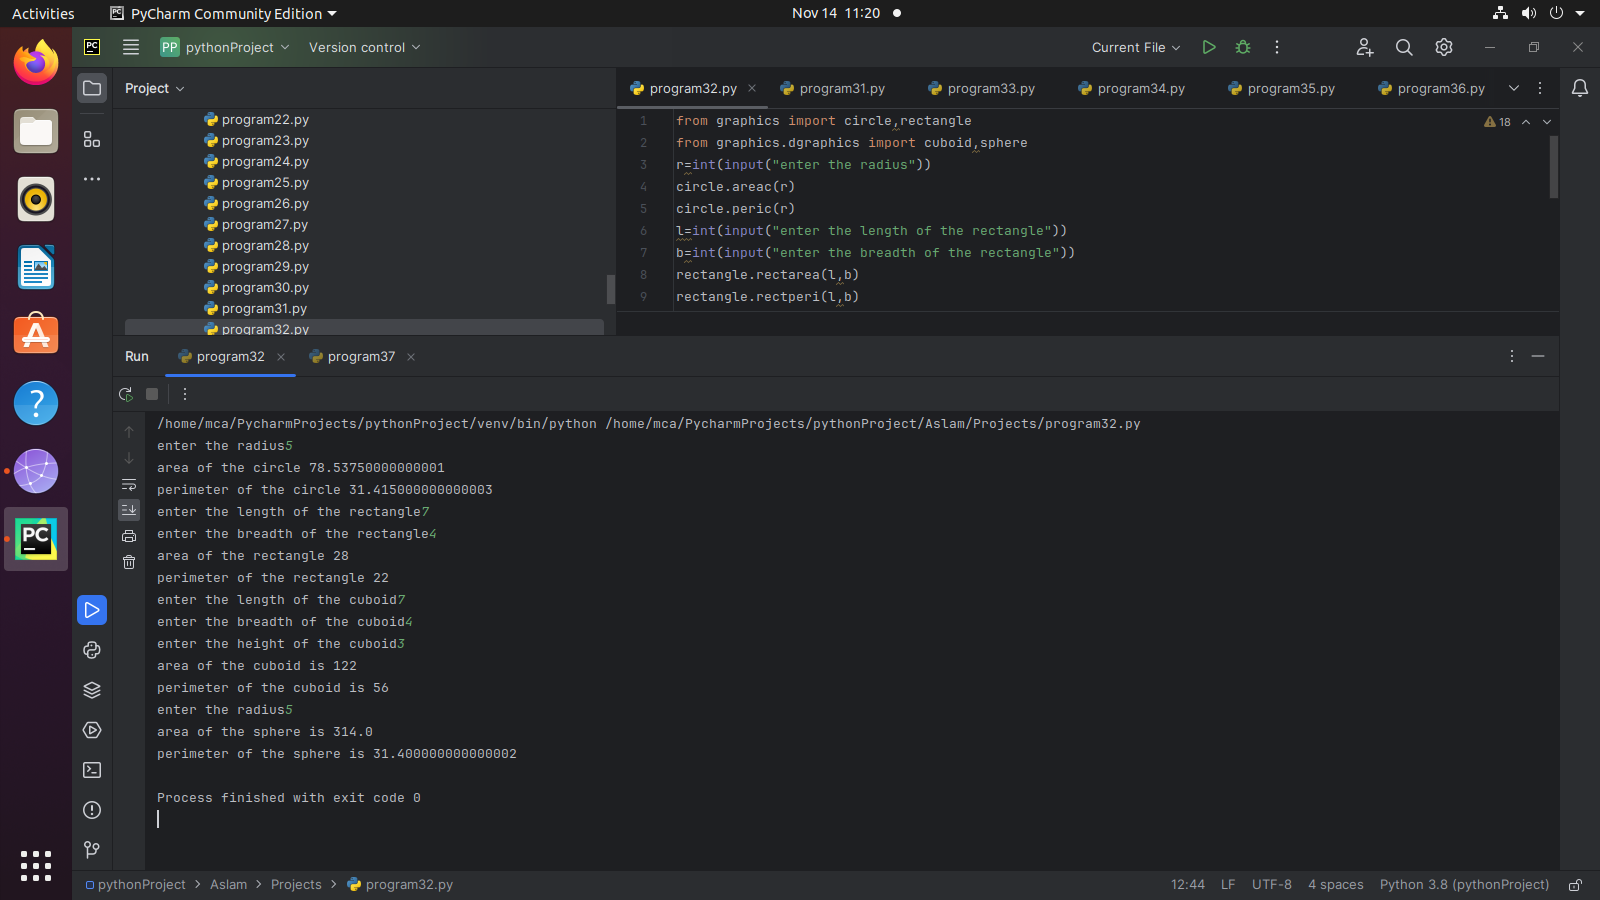 Activities
PyCharm Community Edition
Nov 14 11:20
PC
PP pythonProject
Version control
Current File
Project
program22.py
program23.py
program24.py
program25.py
program26.py
program27.py
program28.py
program29.py
program30.py
program31.py
program32.py
program32.py
program31.py
program33.py
program34.py
program35.py
program36.py
18
1 from graphics import circle,rectangle
2 from graphics.dgraphics import cuboid,sphere
3 r=int(input("enter the radius"))
4 circle.areac(r)
5 circle.peric(r)
6 l=int(input("enter the length of the rectangle"))
7 b=int(input("enter the breadth of the rectangle"))
8 rectangle.rectarea(l,b)
9 rectangle.rectperi(l,b)
Run
program32
program37
/home/mca/PycharmProjects/pythonProject/venv/bin/python /home/mca/PycharmProjects/pythonProject/Aslam/Projects/program32.py
enter the radius5
area of the circle 78.53750000000001
perimeter of the circle 31.415000000000003
enter the length of the rectangle7
enter the breadth of the rectangle4
area of the rectangle 28
perimeter of the rectangle 22
enter the length of the cuboid7
enter the breadth of the cuboid4
enter the height of the cuboid3
area of the cuboid is 122
perimeter of the cuboid is 56
enter the radius5
area of the sphere is 314.0
perimeter of the sphere is 31.400000000000002
Process finished with exit code 0
PC
pythonProject > Aslam > Projects > program32.py
12:44 LF UTF-8 4 spaces Python 3.8 (pythonProject)